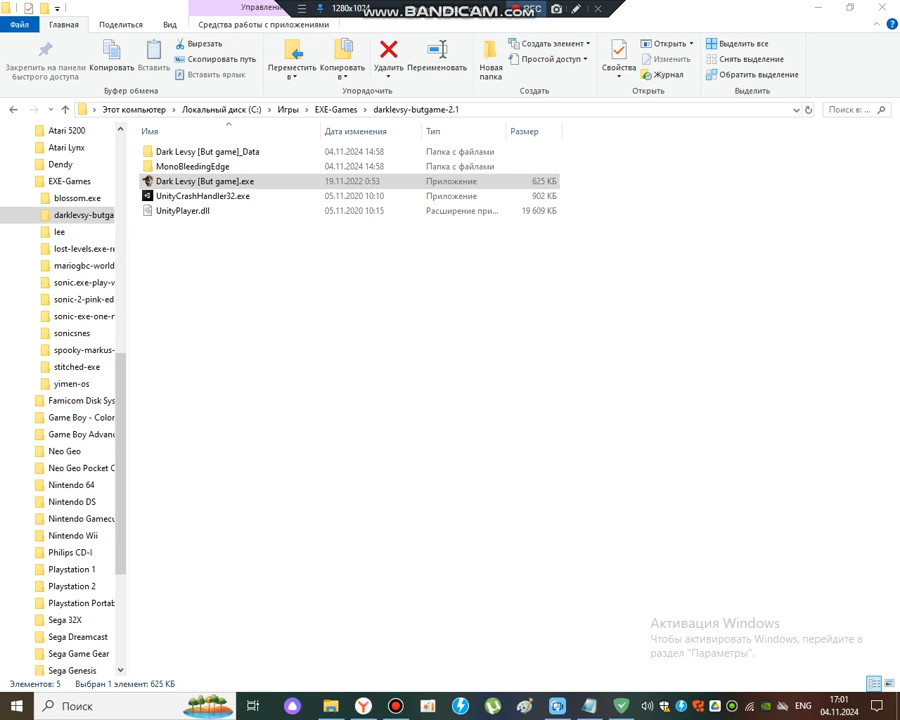 Управлени
1280x1024
www.BANDICAM.com
REC
Файл
Главная
Поделиться
Вид
Средства работы с приложениями
Закрепить на панели быстрого доступа
Копировать
Вставить
Вырезать
Скопировать путь
Вставить ярлык
Буфер обмена
Переместить в
Копировать в
Удалить
Переименовать
Упорядочить
Новая папка
Создать элемент
Простой доступ
Создать
Свойства
Открыть
Изменить
Журнал
Открыть
Выделить все
Снять выделение
Обратить выделение
Выделить
Этот компьютер > Локальный диск (C:) > Игры > EXE-Games > darklevsy-butgame-2.1
Поиск в: ...
Имя Дата изменения Тип Размер
Dark Levsy [But game]_Data 04.11.2024 14:58 Папка с файлами
MonoBleedingEdge 04.11.2024 14:58 Папка с файлами
Dark Levsy [But game].exe 19.11.2022 0:53 Приложение 625 КБ
UnityCrashHandler32.exe 05.11.2020 10:10 Приложение 902 КБ
UnityPlayer.dll 05.11.2020 10:15 Расширение при... 19 609 КБ
Atari 5200
Atari Lynx
Dendy
EXE-Games
blossom.exe
darklevsy-butga
lee
lost-levels.exe-re
mariogbc-world
sonic.exe-play-w
sonic-2-pink-ed
sonic-exe-one-r
sonicsnes
spooky-markus-
stitched-exe
yimen-os
Famicom Disk Sys
Game Boy - Color
Game Boy Advanc
Neo Geo
Neo Geo Pocket C
Nintendo 64
Nintendo DS
Nintendo Gamecu
Nintendo Wii
Philips CD-I
Playstation 1
Playstation 2
Playstation Portab
Sega 32X
Sega Dreamcast
Sega Game Gear
Sega Genesis
Активация Windows
Чтобы активировать Windows, перейдите в
раздел "Параметры".
Элементов: 5 Выбран 1 элемент: 625 КБ
Поиск
ENG
17:01
04.11.2024